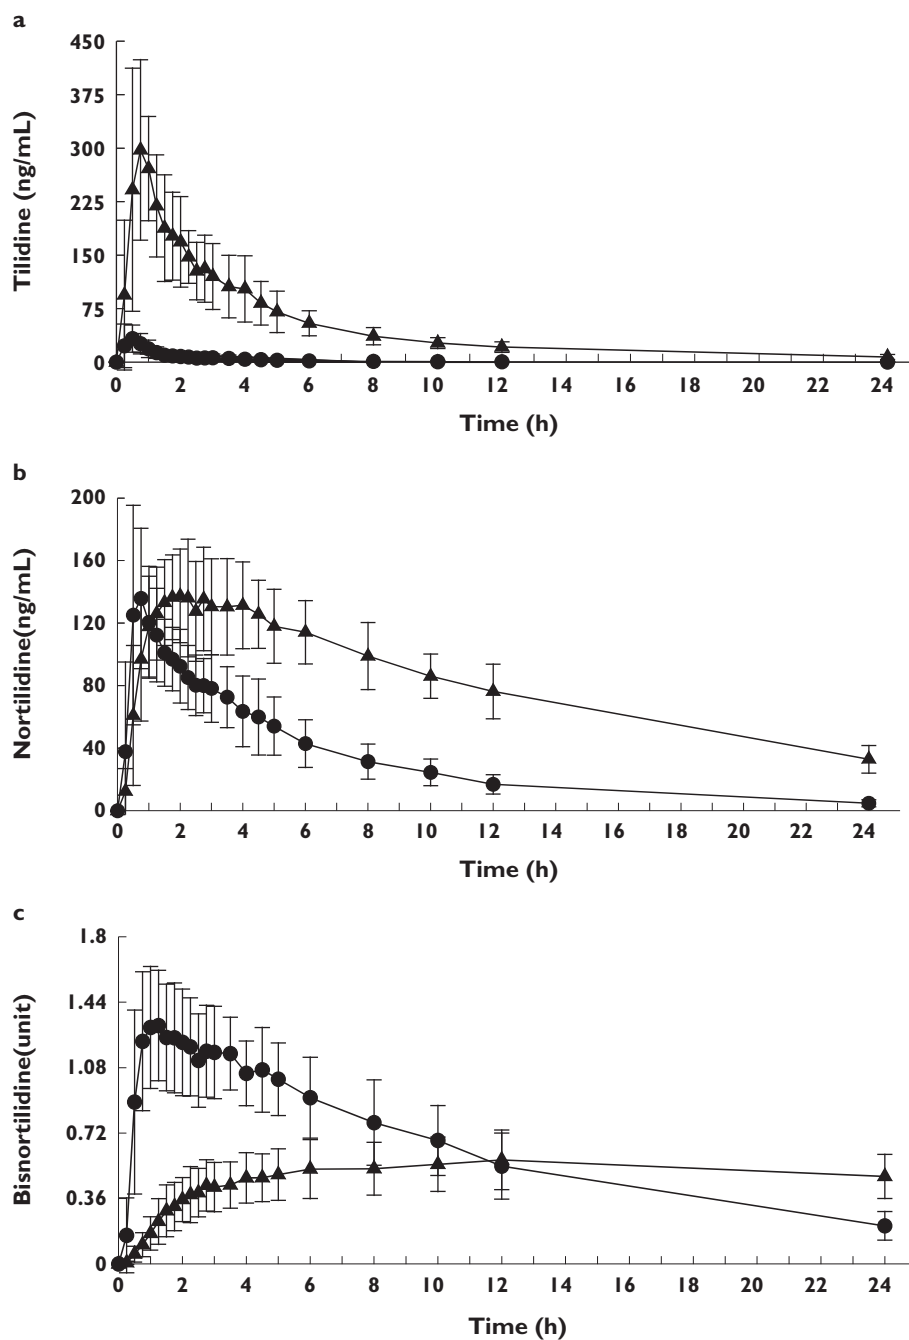 a
450
375
300
225
150
75
0
Tilidine (ng/mL)
0 2 4 6 8 10 12 14 16 18 20 22 24
Time (h)
b
200
160
120
80
40
0
Nortilidine(ng/mL)
0 2 4 6 8 10 12 14 16 18 20 22 24
Time (h)
c
1.8
1.44
1.08
0.72
0.36
0
Bisnortilidine(unit)
0 2 4 6 8 10 12 14 16 18 20 22 24
Time (h)